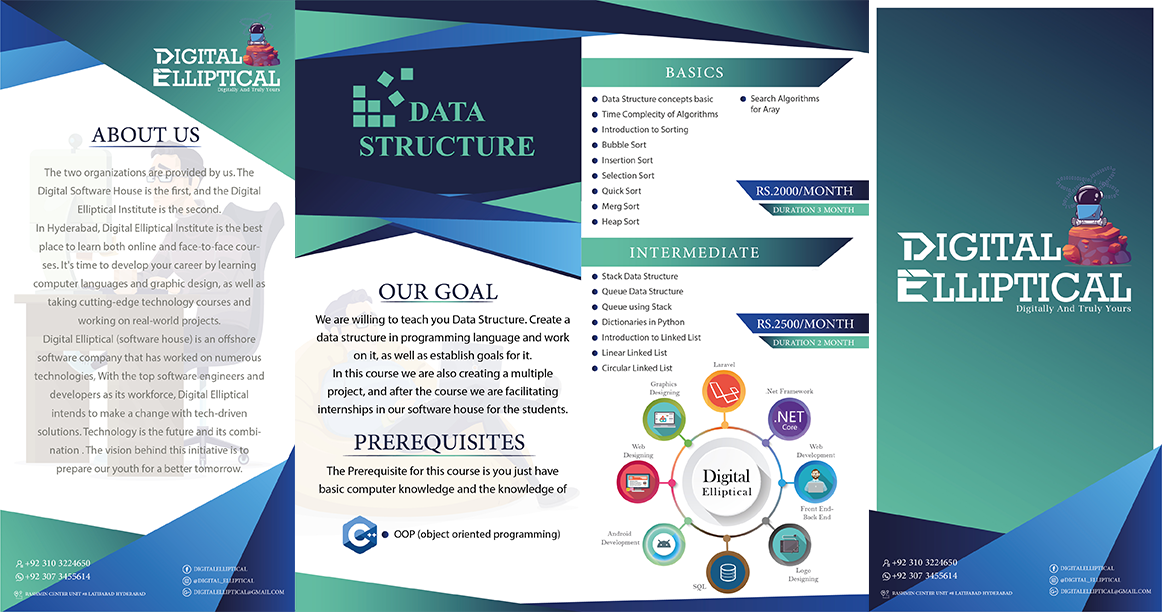 DIGITAL
ELLIPTICAL
Digitally And Truly Yours
ABOUT US
The two organizations are provided by us. The
Digital Software House is the first, and the Digital
Elliptical Institute is the second.
In Hyderabad, Digital Elliptical Institute is the best
place to learn both online and face-to-face cour-
ses. It's time to develop your career by learning
computer languages and graphic design, as well as
taking cutting-edge technology courses and
working on real-world projects.
Digital Elliptical (software house) is an offshore
software company that has worked on numerous
technologies, With the top software engineers and
developers as its workforce, Digital Elliptical
intends to make a change with tech-driven
solutions. Technology is the future and its combi-
nation . The vision behind this initiative is to
prepare our youth for a better tomorrow.
+92 310 3224650
+92 307 3455614
RASHMIN CENTER UNIT #8 LATIFABAD HYDERABAD
DIGITALELLIPTICAL
@DIGITAL_ELLIPTICAL
DIGITALELLIPTICAL@GMAIL.COM
DATA
STRUCTURE
OUR GOAL
We are willing to teach you Data Structure. Create a
data structure in programming language and work
on it, as well as establish goals for it.
In this course we are also creating a multiple
project, and after the course we are facilitating
internships in our software house for the students.
PREREQUISITES
The Prerequisite for this course is you just have
basic computer knowledge and the knowledge of
C++
OOP (object oriented programming)
BASICS
Data Structure concepts basic
Time Complecity of Algorithms
Introduction to Sorting
Bubble Sort
Insertion Sort
Selection Sort
Quick Sort
Merg Sort
Heap Sort
Search Algorithms
for Aray
RS.2000/MONTH
DURATION 3 MONTH
INTERMEDIATE
Stack Data Structure
Queue Data Structure
Queue using Stack
Dictionaries in Python
Introduction to Linked List
Linear Linked List
Circular Linked List
RS.2500/MONTH
DURATION 2 MONTH
Laravel
Graphics
Designing
.Net Framework
.NET
Core
Web
Designing
Web
Development
Digital
Elliptical
Front End-
Back End
Android
Development
Logo
Designing
SQL
DIGITAL
ELLIPTICAL
Digitally And Truly Yours
+92 310 3224650
+92 307 3455614
RASHMIN CENTER UNIT #8 LATIFABAD HYDERABAD
DIGITALELLIPTICAL
@DIGITAL_ELLIPTICAL
DIGITALELLIPTICAL@GMAIL.COM